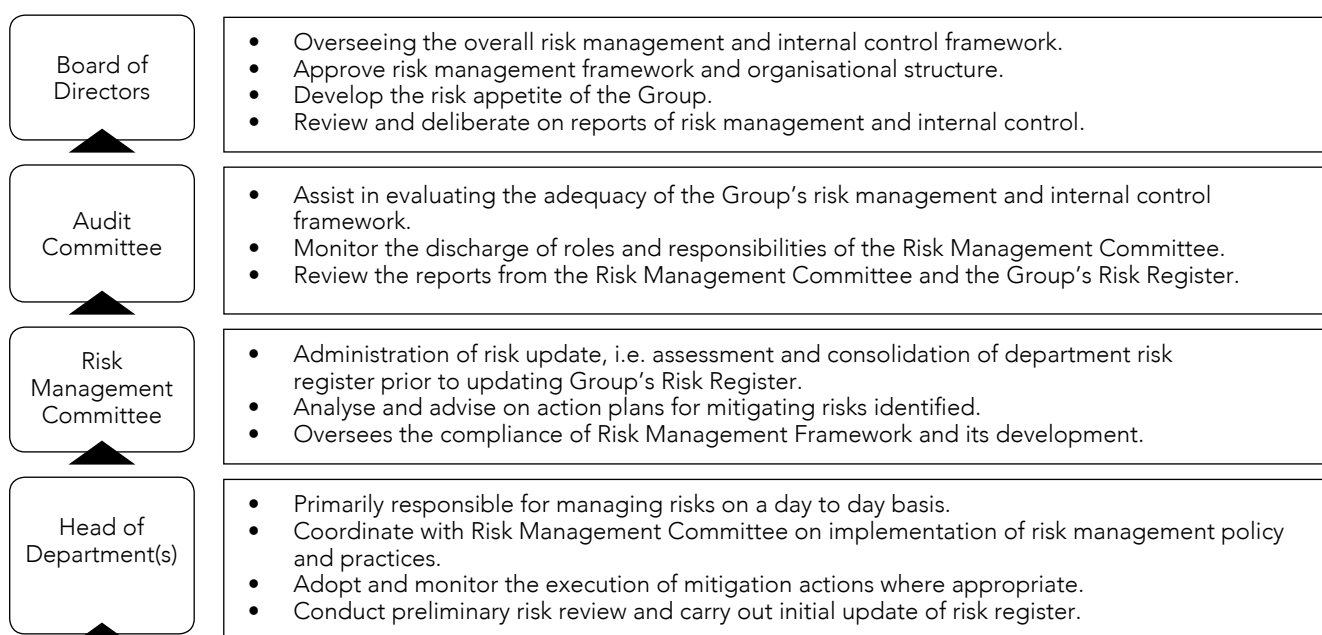 Board of
Directors
• Overseeing the overall risk management and internal control framework.
• Approve risk management framework and organisational structure.
• Develop the risk appetite of the Group.
• Review and deliberate on reports of risk management and internal control.
Audit
Committee
• Assist in evaluating the adequacy of the Group's risk management and internal control
framework.
• Monitor the discharge of roles and responsibilities of the Risk Management Committee.
• Review the reports from the Risk Management Committee and the Group's Risk Register.
Risk
Management
Committee
• Administration of risk update, i.e. assessment and consolidation of department risk
register prior to updating Group's Risk Register.
• Analyse and advise on action plans for mitigating risks identified.
• Oversees the compliance of Risk Management Framework and its development.
Head of
Department(s)
• Primarily responsible for managing risks on a day to day basis.
• Coordinate with Risk Management Committee on implementation of risk management policy
and practices.
• Adopt and monitor the execution of mitigation actions where appropriate.
• Conduct preliminary risk review and carry out initial update of risk register.